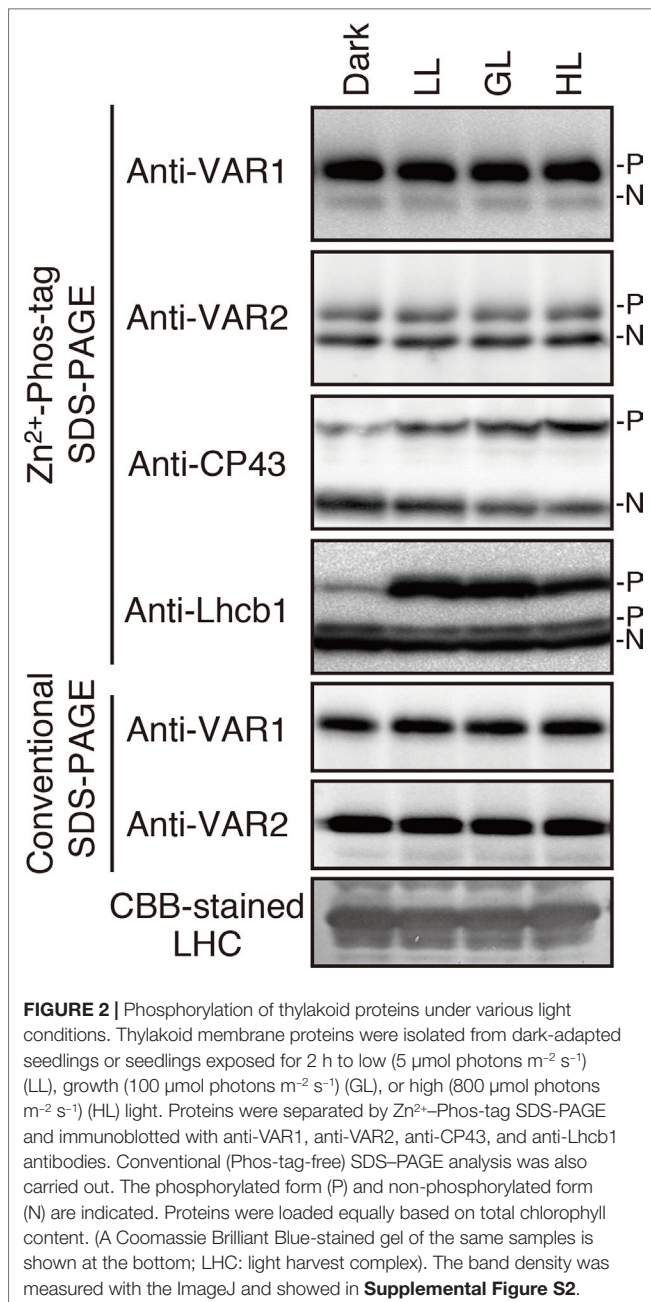 Dark LL GL HL
Zn²⁺-Phos-tag
SDS-PAGE
Anti-VAR1
-P
-N
Anti-VAR2
-P
-N
Anti-CP43
-P
-N
Anti-Lhcb1
-P
-P
-N
Conventional
SDS-PAGE
Anti-VAR1
Anti-VAR2
CBB-stained
LHC
FIGURE 2 | Phosphorylation of thylakoid proteins under various light
conditions. Thylakoid membrane proteins were isolated from dark-adapted
seedlings or seedlings exposed for 2 h to low (5 μmol photons m⁻² s⁻¹)
(LL), growth (100 μmol photons m⁻² s⁻¹) (GL), or high (800 μmol photons
m⁻² s⁻¹) (HL) light. Proteins were separated by Zn²⁺–Phos-tag SDS-PAGE
and immunoblotted with anti-VAR1, anti-VAR2, anti-CP43, and anti-Lhcb1
antibodies. Conventional (Phos-tag-free) SDS–PAGE analysis was also
carried out. The phosphorylated form (P) and non-phosphorylated form
(N) are indicated. Proteins were loaded equally based on total chlorophyll
content. (A Coomassie Brilliant Blue-stained gel of the same samples is
shown at the bottom; LHC: light harvest complex). The band density was
measured with the ImageJ and showed in Supplemental Figure S2.